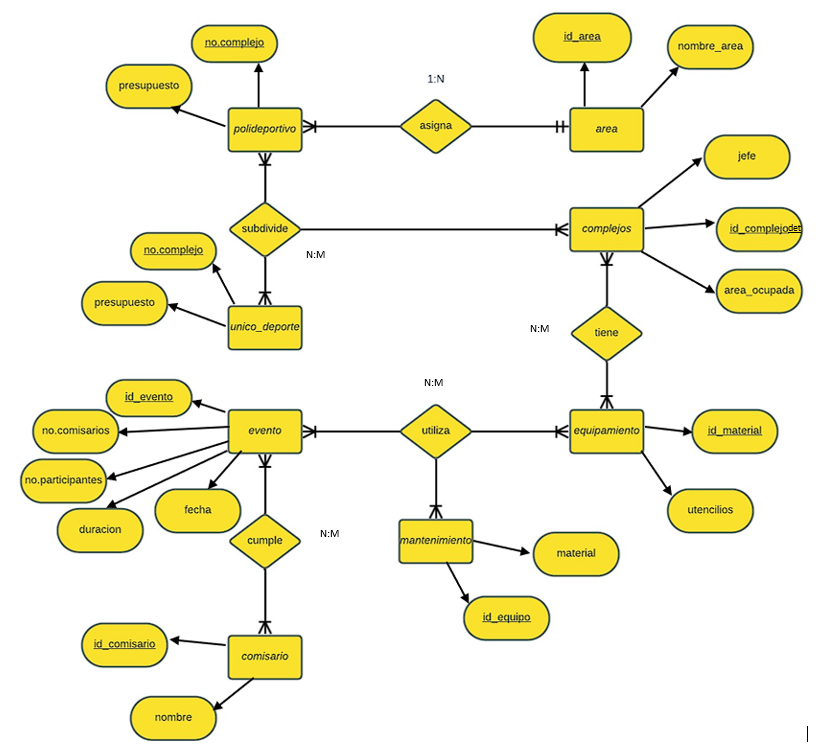 no.complejo
id_area
nombre_area
presupuesto
1:N
polideportivo
asigna
area
jefe
subdivide
complejos
id_complejodet
no.complejo
N:M
area_ocupada
presupuesto
unico_deporte
N:M
tiene
N:M
id_evento
no.comisarios
evento
utiliza
equipamiento
id_material
no.participantes
fecha
utencilios
duracion
N:M
cumple
mantenimiento
material
id_equipo
id_comisario
comisario
nombre